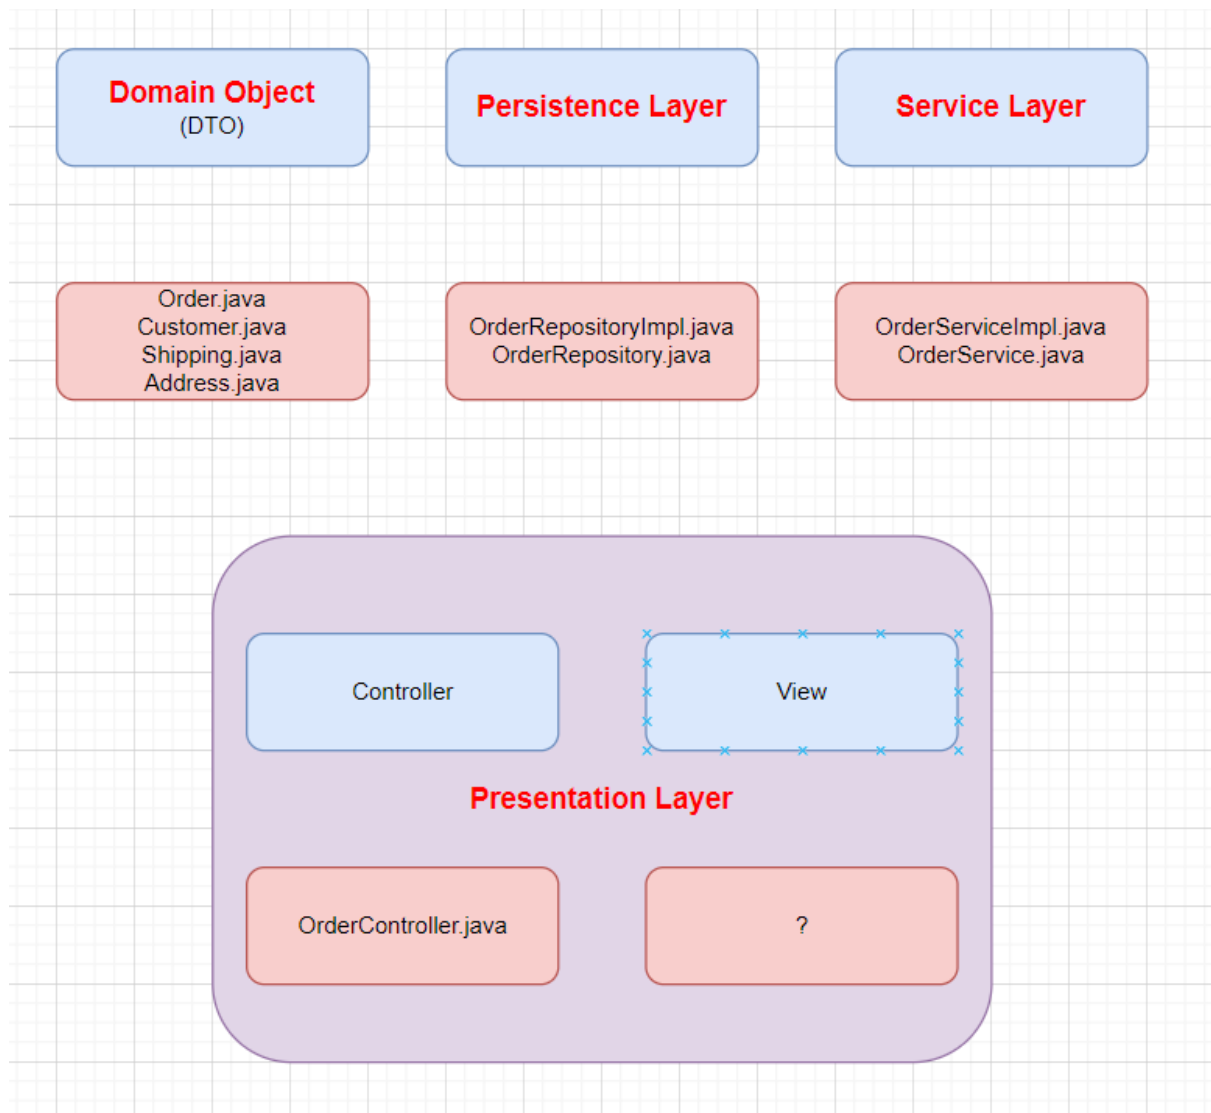 Domain Object
(DTO)
Persistence Layer
Service Layer
Order.java
Customer.java
Shipping.java
Address.java
OrderRepositoryImpl.java
OrderRepository.java
OrderServiceImpl.java
OrderService.java
Controller
View
Presentation Layer
OrderController.java
?